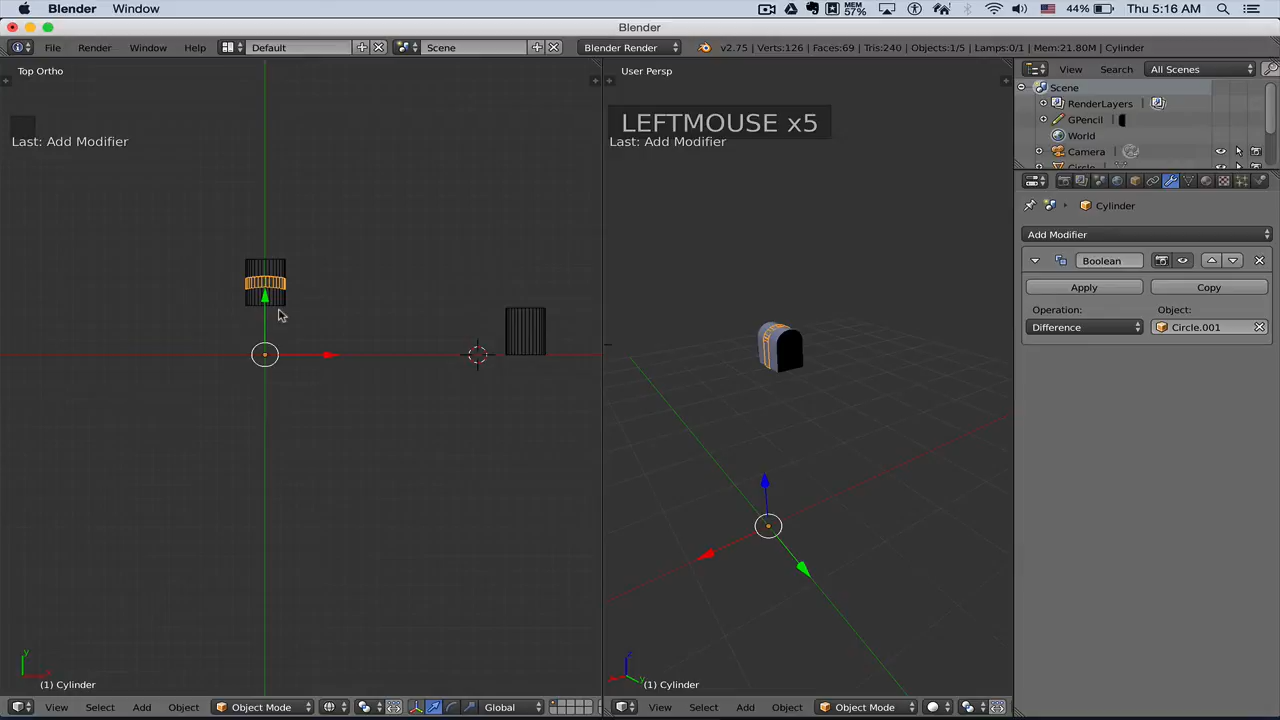 Blender Window 44% Thu 5:16 AM
MEM 57%
Blender
File Render Window Help Default Scene Blender Render v2.75 | Verts:126 | Faces:69 | Tris:240 | Objects:1/5 | Lamps:0/1 | Mem:21.80M | Cylinder
Top Ortho
Last: Add Modifier
y
x
(1) Cylinder
View Select Add Object Object Mode Global
User Persp
LEFTMOUSE x5
Last: Add Modifier
z
y
(1) Cylinder
View Select Add Object Object Mode
View Search All Scenes
Scene
RenderLayers
GPencil
World
Camera
Circle
Cylinder
Add Modifier
Boolean
Apply Copy
Operation: Object:
Difference Circle.001